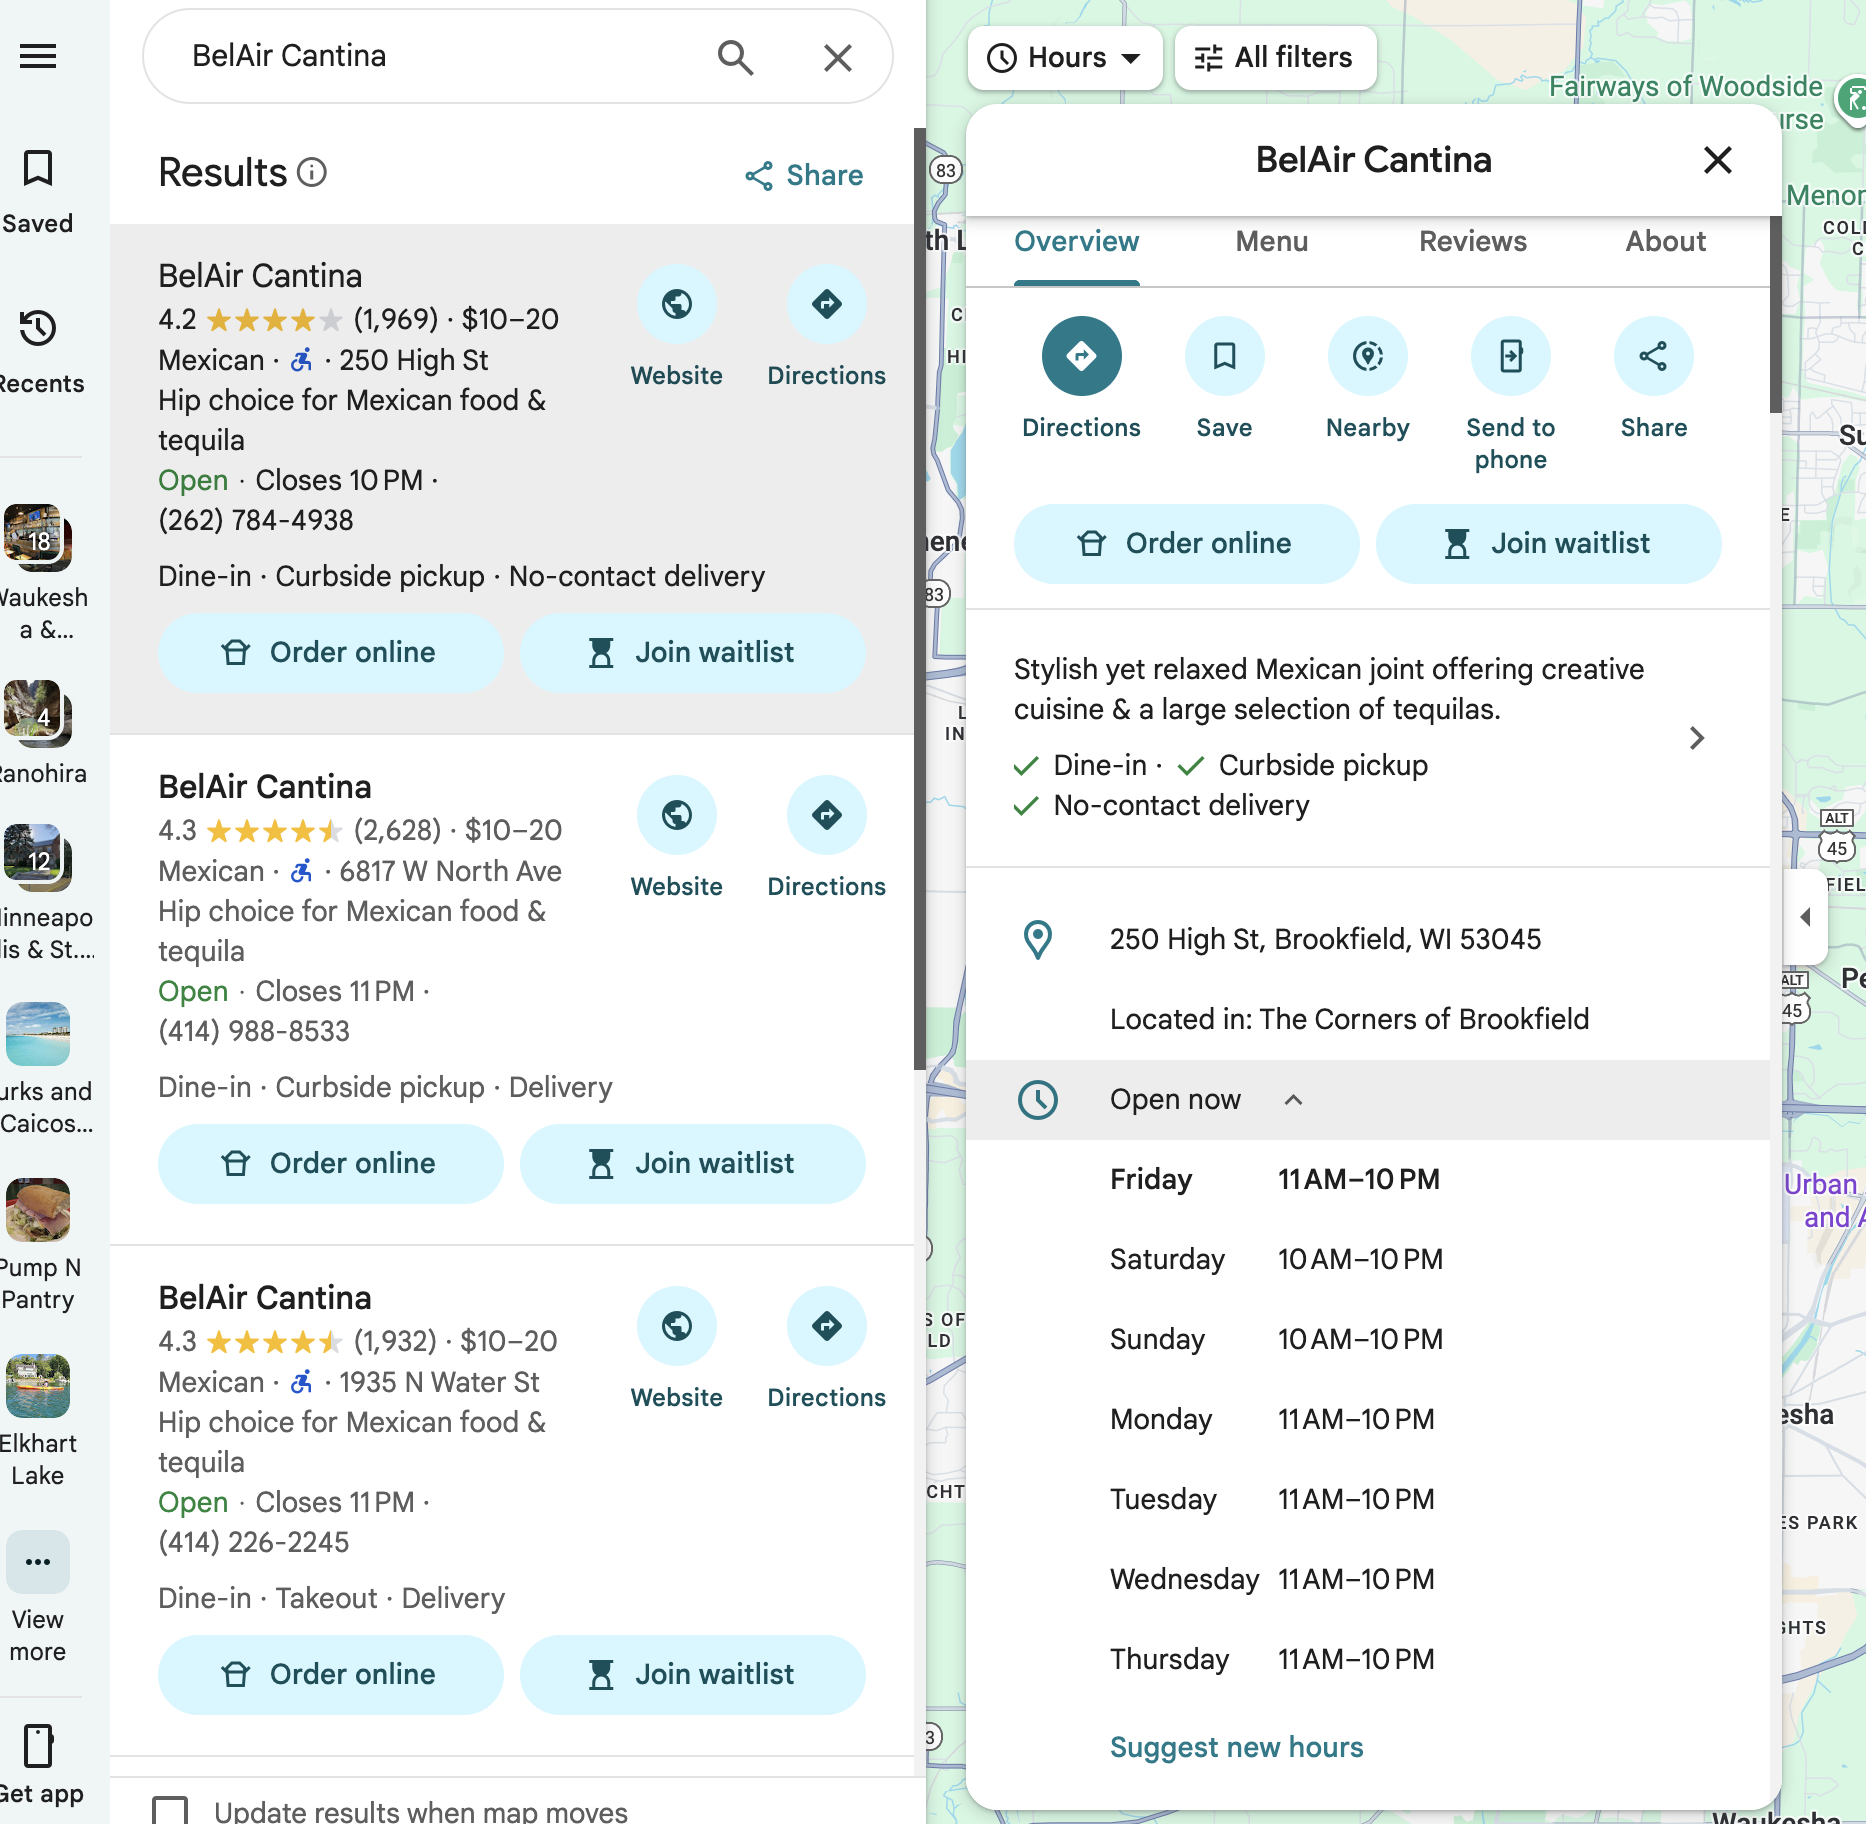 BelAir Cantina
Results
Share
BelAir Cantina
4.2 (1,969) · $10–20
Mexican · · 250 High St
Hip choice for Mexican food &
tequila
Open · Closes 10 PM ·
(262) 784-4938
Dine-in · Curbside pickup · No-contact delivery
Website
Directions
Order online
Join waitlist
BelAir Cantina
4.3 (2,628) · $10–20
Mexican · · 6817 W North Ave
Hip choice for Mexican food &
tequila
Open · Closes 11 PM ·
(414) 988-8533
Dine-in · Curbside pickup · Delivery
Website
Directions
Order online
Join waitlist
BelAir Cantina
4.3 (1,932) · $10–20
Mexican · · 1935 N Water St
Hip choice for Mexican food &
tequila
Open · Closes 11 PM ·
(414) 226-2245
Dine-in · Takeout · Delivery
Website
Directions
Order online
Join waitlist
Update results when map moves
Saved
Recents
18
Waukesh
a &...
4
Ranohira
12
Minneapo
lis & St....
Turks and
Caicos...
Pump N
Pantry
Elkhart
Lake
View
more
Get app
Hours
All filters
BelAir Cantina
Overview
Menu
Reviews
About
Directions
Save
Nearby
Send to
phone
Share
Order online
Join waitlist
Stylish yet relaxed Mexican joint offering creative
cuisine & a large selection of tequilas.
Dine-in · Curbside pickup
No-contact delivery
250 High St, Brookfield, WI 53045
Located in: The Corners of Brookfield
Open now
Friday 11 AM–10 PM
Saturday 10 AM–10 PM
Sunday 10 AM–10 PM
Monday 11 AM–10 PM
Tuesday 11 AM–10 PM
Wednesday 11 AM–10 PM
Thursday 11 AM–10 PM
Suggest new hours
Fairways of Woodside
83
83
ALT
45
ALT
45
Urban
and
ES PARK
Waukesha